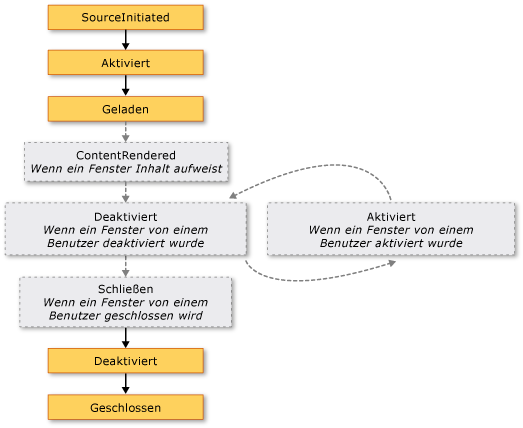 SourceInitiated
Aktiviert
Geladen
ContentRendered
Wenn ein Fenster Inhalt aufweist
Deaktiviert
Wenn ein Fenster von einem
Benutzer deaktiviert wurde
Aktiviert
Wenn ein Fenster von einem
Benutzer aktiviert wurde
Schließen
Wenn ein Fenster von einem
Benutzer geschlossen wird
Deaktiviert
Geschlossen